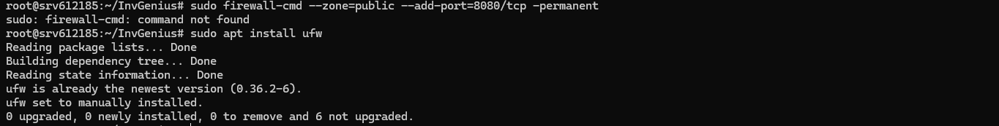 root@srv612185:~/InvGenius# sudo firewall-cmd --zone=public --add-port=8080/tcp -permanent
sudo: firewall-cmd: command not found
root@srv612185:~/InvGenius# sudo apt install ufw
Reading package lists... Done
Building dependency tree... Done
Reading state information... Done
ufw is already the newest version (0.36.2-6).
ufw set to manually installed.
0 upgraded, 0 newly installed, 0 to remove and 6 not upgraded.